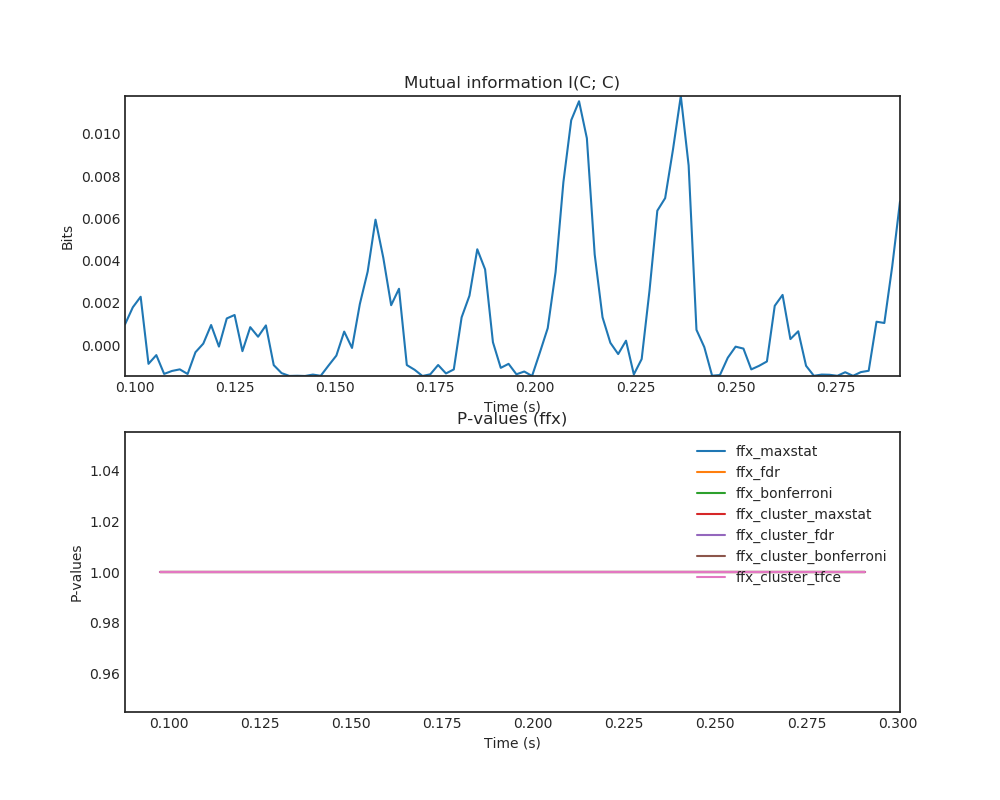 Mutual information I(C; C)
0.010
0.008
0.006
0.004
0.002
0.000
Bits
0.100 0.125 0.150 0.175 0.200 0.225 0.250 0.275
Time (s)
P-values (ffx)
1.04
1.02
1.00
0.98
0.96
P-values
ffx_maxstat
ffx_fdr
ffx_bonferroni
ffx_cluster_maxstat
ffx_cluster_fdr
ffx_cluster_bonferroni
ffx_cluster_tfce
0.100 0.125 0.150 0.175 0.200 0.225 0.250 0.275 0.300
Time (s)